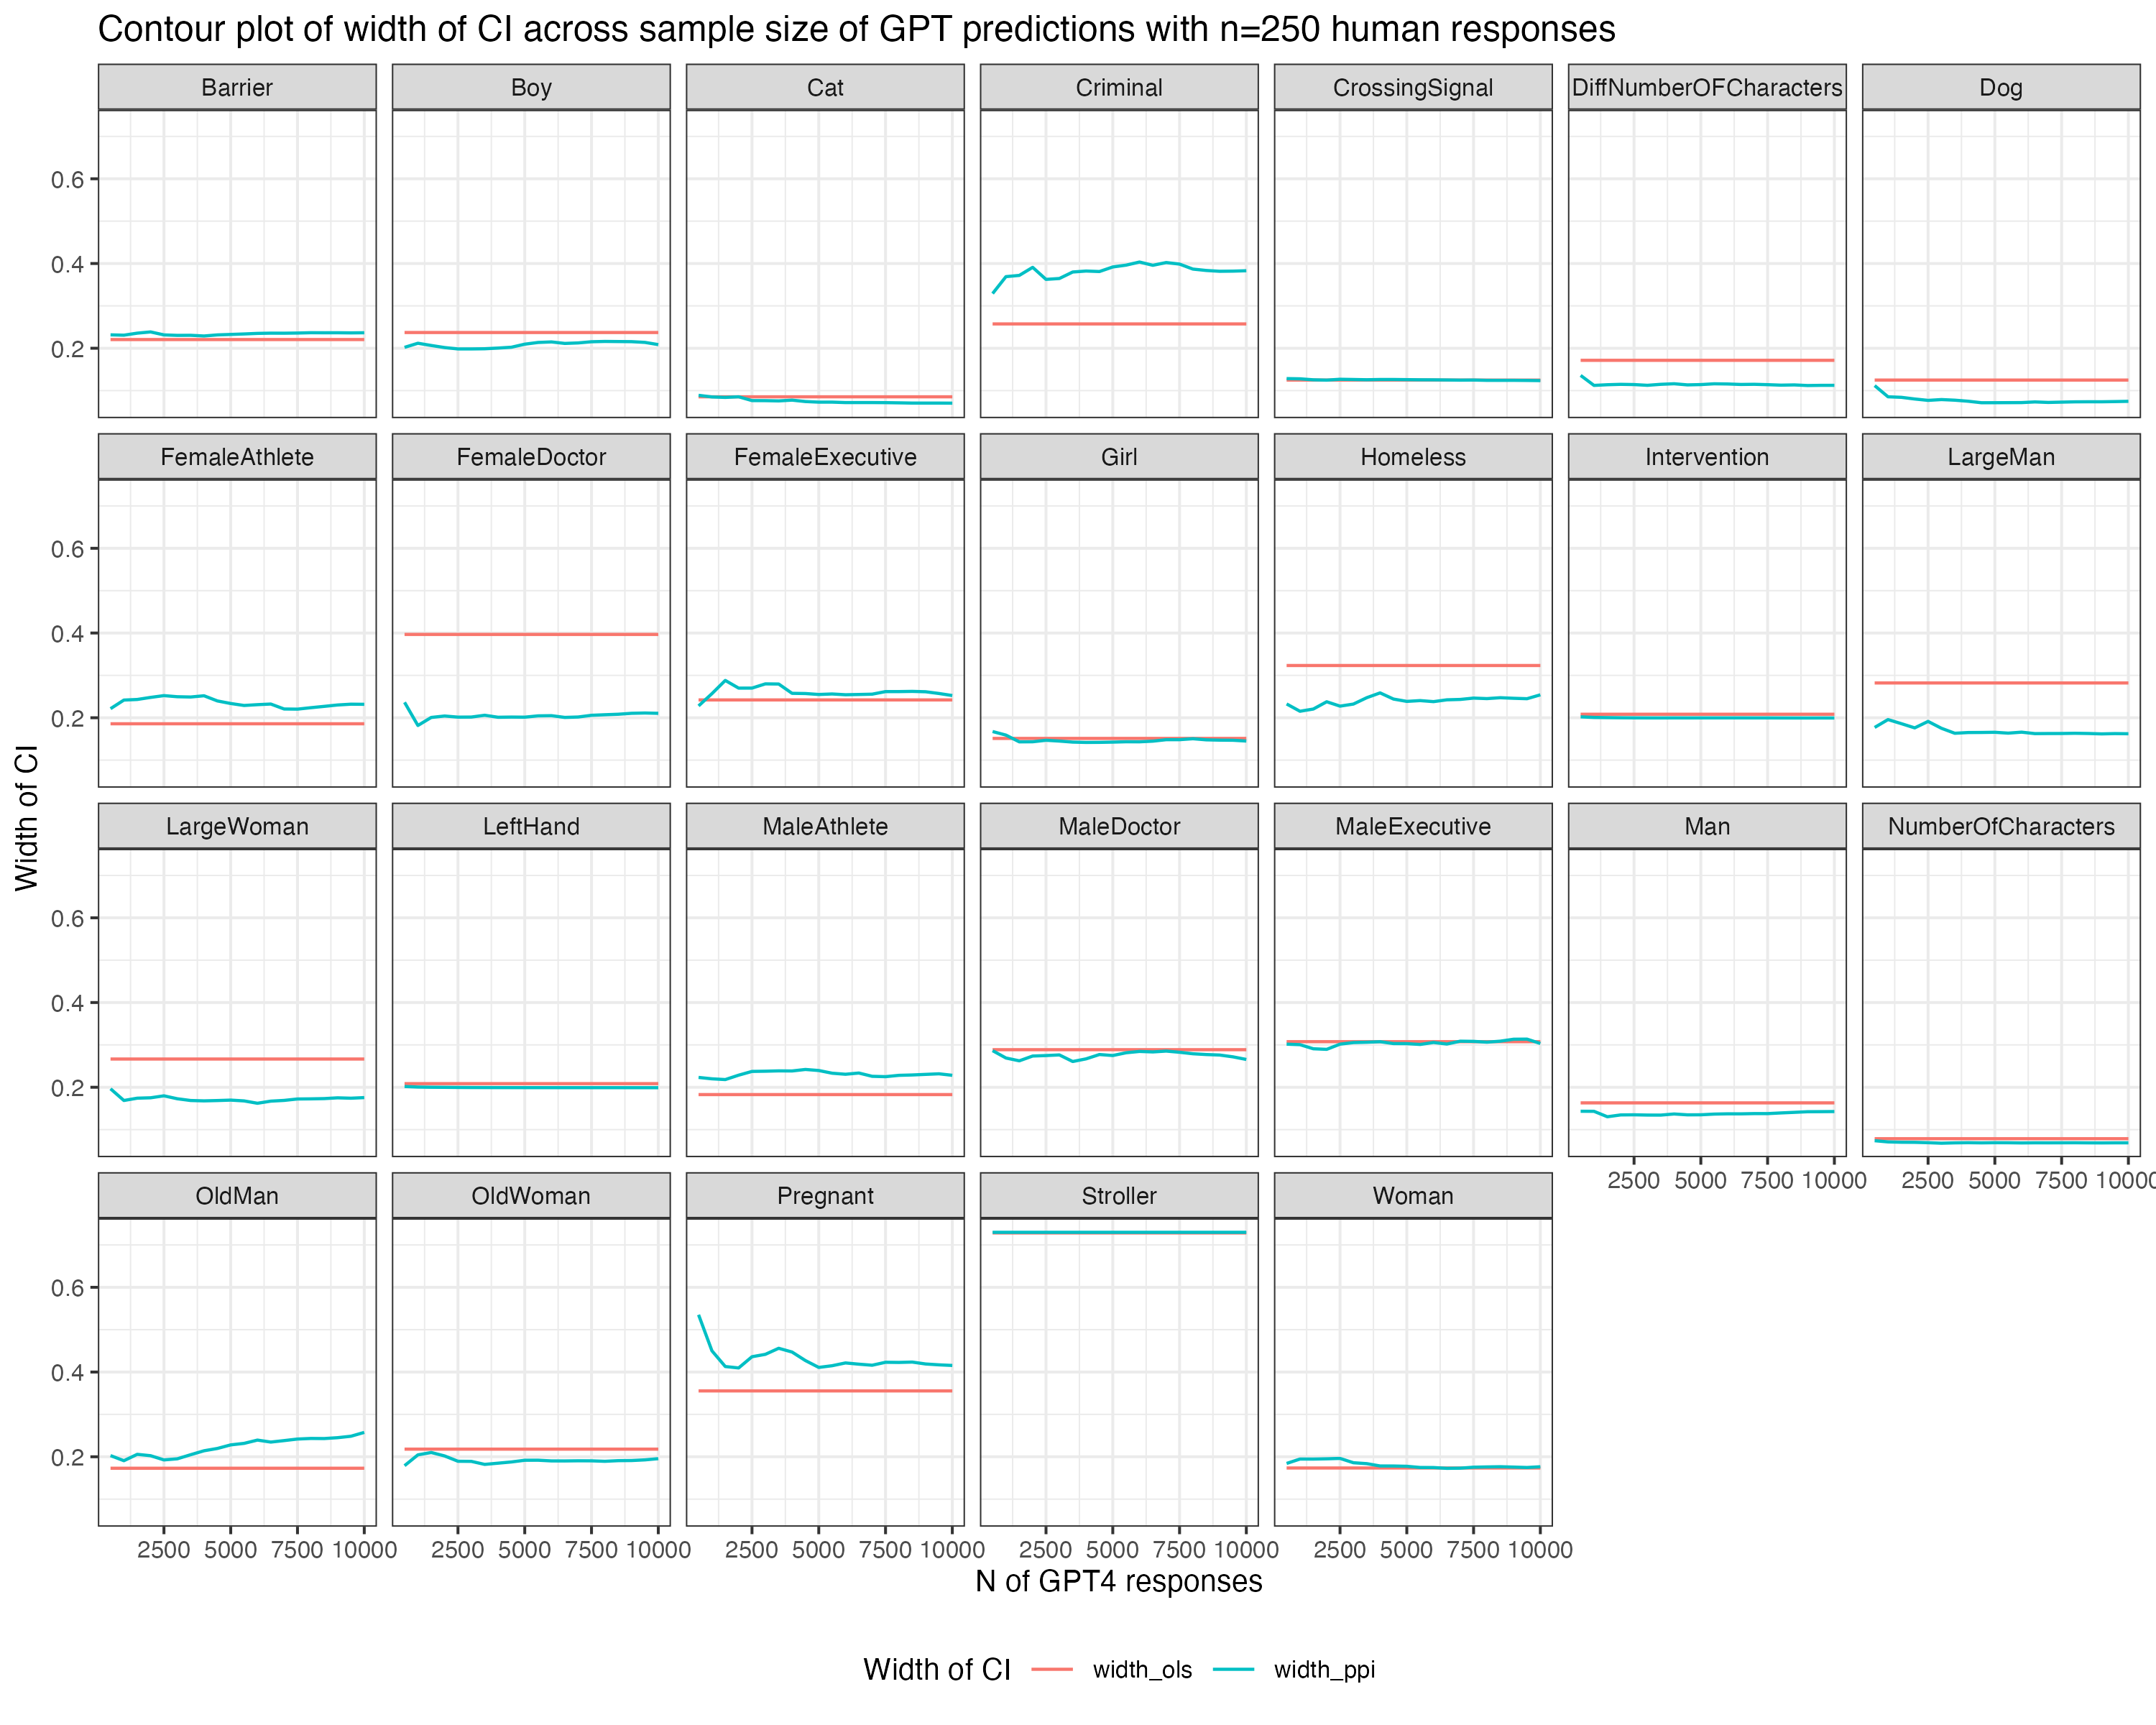 Contour plot of width of CI across sample size of GPT predictions with n=250 human responses
Barrier Boy Cat Criminal CrossingSignal DiffNumberOFCharacters Dog
0.6
0.4
0.2
FemaleAthlete FemaleDoctor FemaleExecutive Girl Homeless Intervention LargeMan
0.6
0.4
0.2
Width of CI
LargeWoman LeftHand MaleAthlete MaleDoctor MaleExecutive Man NumberOfCharacters
0.6
0.4
0.2
2500 5000 7500 10000 2500 5000 7500 10000
OldMan OldWoman Pregnant Stroller Woman
0.6
0.4
0.2
2500 5000 7500 10000 2500 5000 7500 10000 2500 5000 7500 10000 2500 5000 7500 10000 2500 5000 7500 10000
N of GPT4 responses
Width of CI width_ols width_ppi